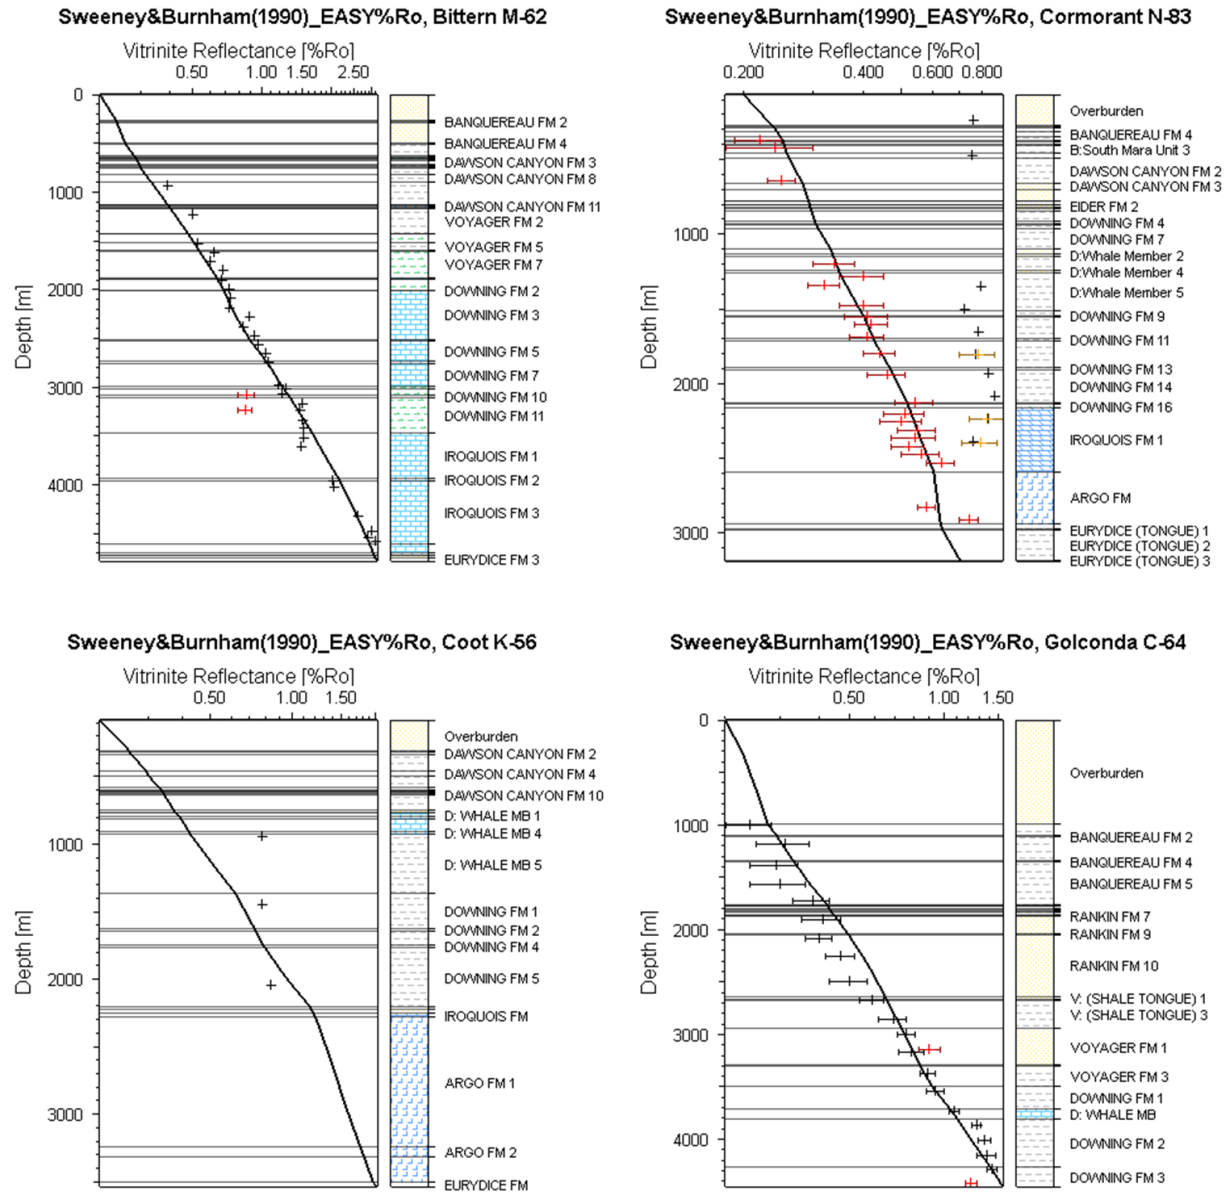 Sweeney&Burnham(1990)_EASY%Ro, Bittern M-62
Vitrinite Reflectance [%Ro]
0.50 1.00 1.50 2.50
Depth [m]
0
1000
2000
3000
4000
BANQUEREAU FM 2
BANQUEREAU FM 4
DAWSON CANYON FM 3
DAWSON CANYON FM 8
DAWSON CANYON FM 11
VOYAGER FM 2
VOYAGER FM 5
VOYAGER FM 7
DOWNING FM 2
DOWNING FM 3
DOWNING FM 5
DOWNING FM 7
DOWNING FM 10
DOWNING FM 11
IROQUOIS FM 1
IROQUOIS FM 2
IROQUOIS FM 3
EURYDICE FM 3
Sweeney&Burnham(1990)_EASY%Ro, Cormorant N-83
Vitrinite Reflectance [%Ro]
0.200 0.400 0.600 0.800
Depth [m]
1000
2000
3000
Overburden
BANQUEREAU FM 4
B:South Mara Unit 3
DAWSON CANYON FM 2
DAWSON CANYON FM 3
EIDER FM 2
DOWNING FM 4
DOWNING FM 7
D:Whale Member 2
D:Whale Member 4
D:Whale Member 5
DOWNING FM 9
DOWNING FM 11
DOWNING FM 13
DOWNING FM 14
DOWNING FM 16
IROQUOIS FM 1
ARGO FM
EURYDICE (TONGUE) 1
EURYDICE (TONGUE) 2
EURYDICE (TONGUE) 3
Sweeney&Burnham(1990)_EASY%Ro, Coot K-56
Vitrinite Reflectance [%Ro]
0.50 1.00 1.50
Depth [m]
1000
2000
3000
Overburden
DAWSON CANYON FM 2
DAWSON CANYON FM 4
DAWSON CANYON FM 10
D: WHALE MB 1
D: WHALE MB 4
D: WHALE MB 5
DOWNING FM 1
DOWNING FM 2
DOWNING FM 4
DOWNING FM 5
IROQUOIS FM
ARGO FM 1
ARGO FM 2
EURYDICE FM
Sweeney&Burnham(1990)_EASY%Ro, Golconda C-64
Vitrinite Reflectance [%Ro]
0.50 1.00 1.50
Depth [m]
0
1000
2000
3000
4000
Overburden
BANQUEREAU FM 2
BANQUEREAU FM 4
BANQUEREAU FM 5
RANKIN FM 7
RANKIN FM 9
RANKIN FM 10
V: (SHALE TONGUE) 1
V: (SHALE TONGUE) 3
VOYAGER FM 1
VOYAGER FM 3
DOWNING FM 1
D: WHALE MB
DOWNING FM 2
DOWNING FM 3